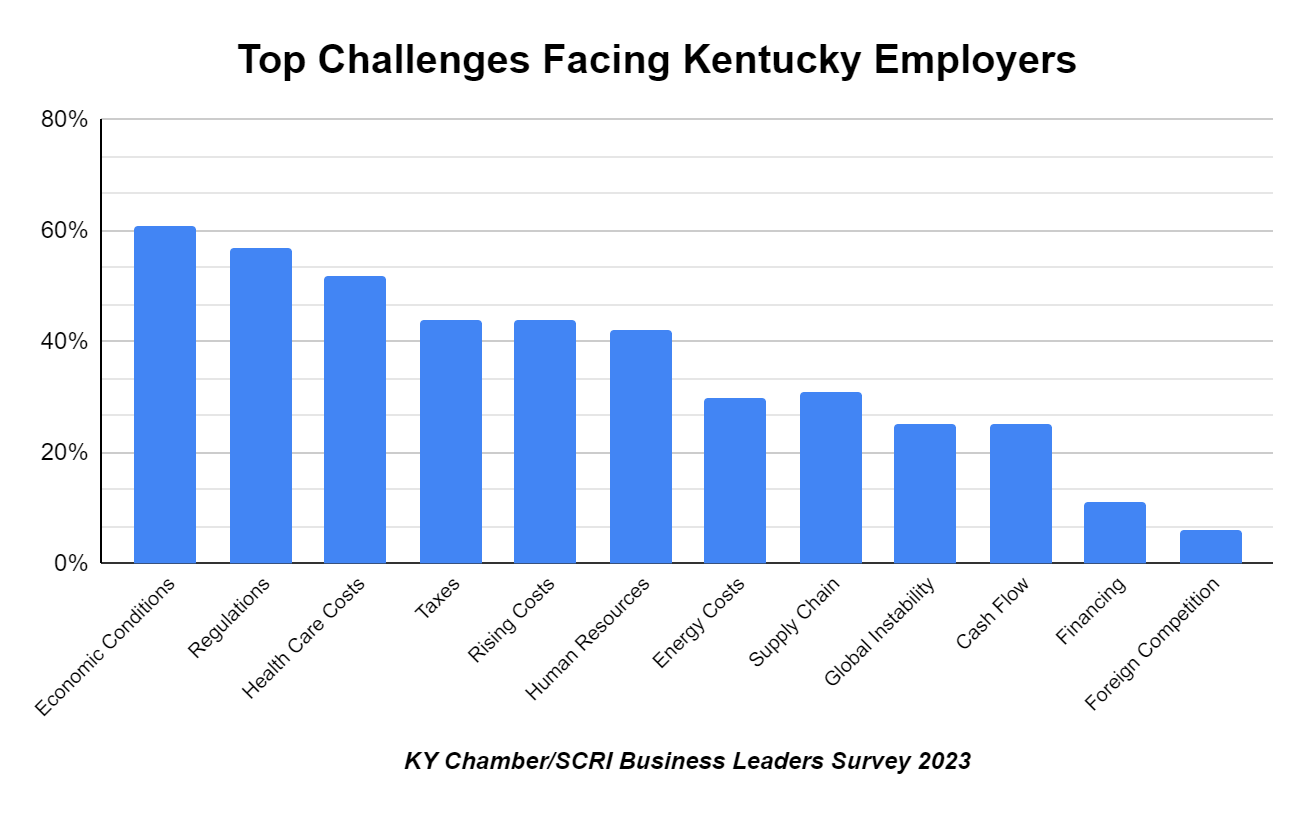 Top Challenges Facing Kentucky Employers
80%
60%
40%
20%
0%
Economic Conditions
Regulations
Health Care Costs
Taxes
Rising Costs
Human Resources
Energy Costs
Supply Chain
Global Instability
Cash Flow
Financing
Foreign Competition
KY Chamber/SCRI Business Leaders Survey 2023